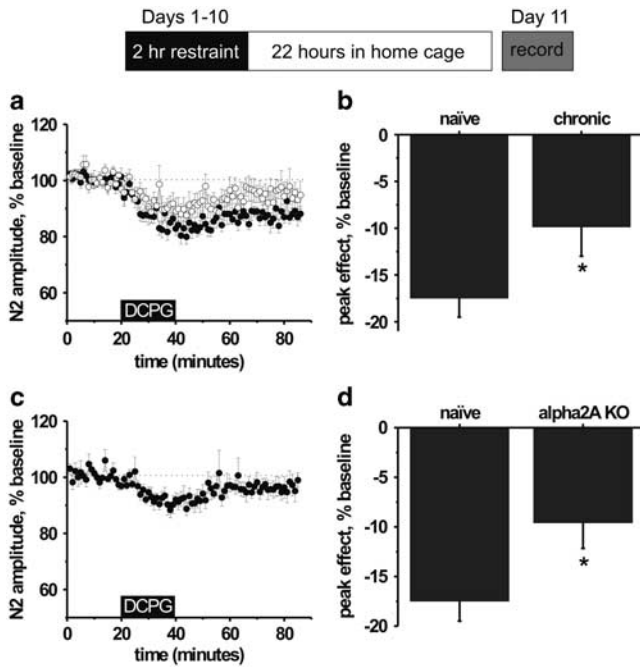 Days 1-10
Day 11
2 hr restraint
22 hours in home cage
record
a
120
100
80
60
N2 amplitude, % baseline
DCPG
0
20
40
60
80
time (minutes)
b
naïve
chronic
0
-5
-10
-15
-20
peak effect, % baseline
*
c
120
100
80
60
N2 amplitude, % baseline
DCPG
0
20
40
60
80
time (minutes)
d
naïve
alpha2A KO
0
-5
-10
-15
-20
peak effect, % baseline
*